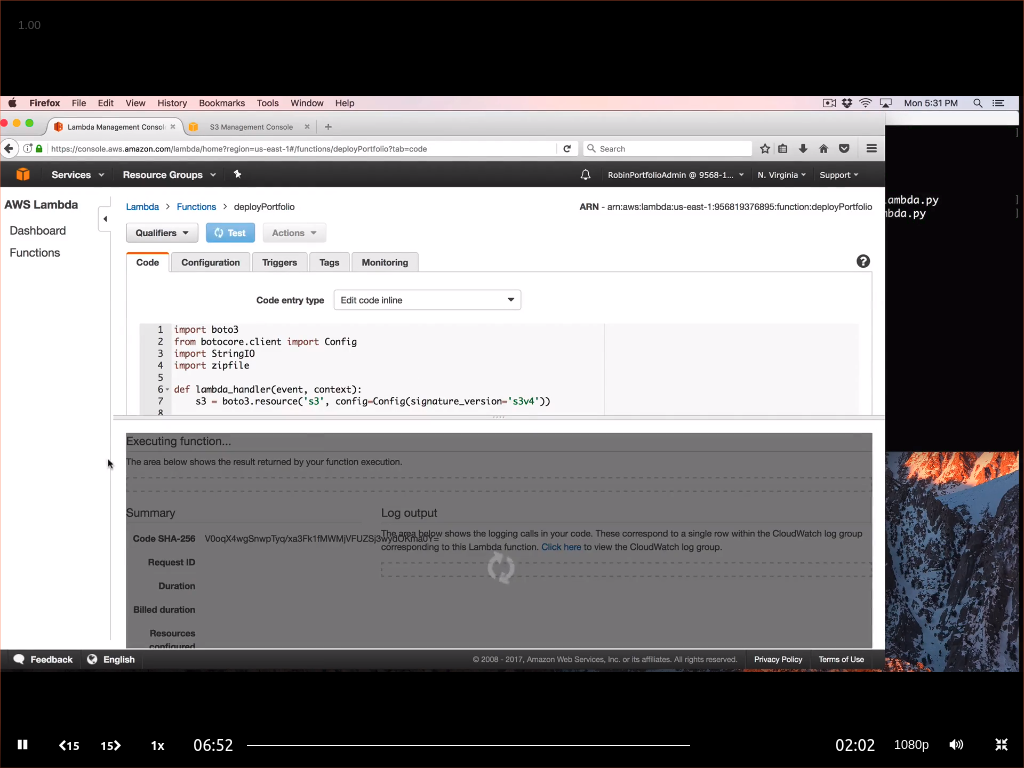 1.00
Firefox File Edit View History Bookmarks Tools Window Help Mon 5:31 PM
Lambda Management Consol × S3 Management Console × +
https://console.aws.amazon.com/lambda/home?region=us-east-1#/functions/deployPortfolio?tab=code Search
Services Resource Groups RobinPortfolioAdmin @ 9568-1... N. Virginia Support
AWS Lambda
Dashboard
Functions
Lambda > Functions > deployPortfolio ARN - arn:aws:lambda:us-east-1:956819376895:function:deployPortfolio
Qualifiers Test Actions
Code Configuration Triggers Tags Monitoring ?
Code entry type Edit code inline
1 import boto3
2 from botocore.client import Config
3 import StringIO
4 import zipfile
5
6 def lambda_handler(event, context):
7 s3 = boto3.resource('s3', config=Config(signature_version='s3v4'))
8
ambda.py
bda.py
Executing function...
The area below shows the result returned by your function execution.
Summary
Code SHA-256
Request ID
Duration
Billed duration
Resources
configured
Log output
The area below shows the logging calls in your code. These correspond to a single row within the CloudWatch log group
corresponding to this Lambda function. Click here to view the CloudWatch log group.
Feedback English © 2008 - 2017, Amazon Web Services, Inc. or its affiliates. All rights reserved. Privacy Policy Terms of Use
15 15 1x 06:52 02:02 1080p